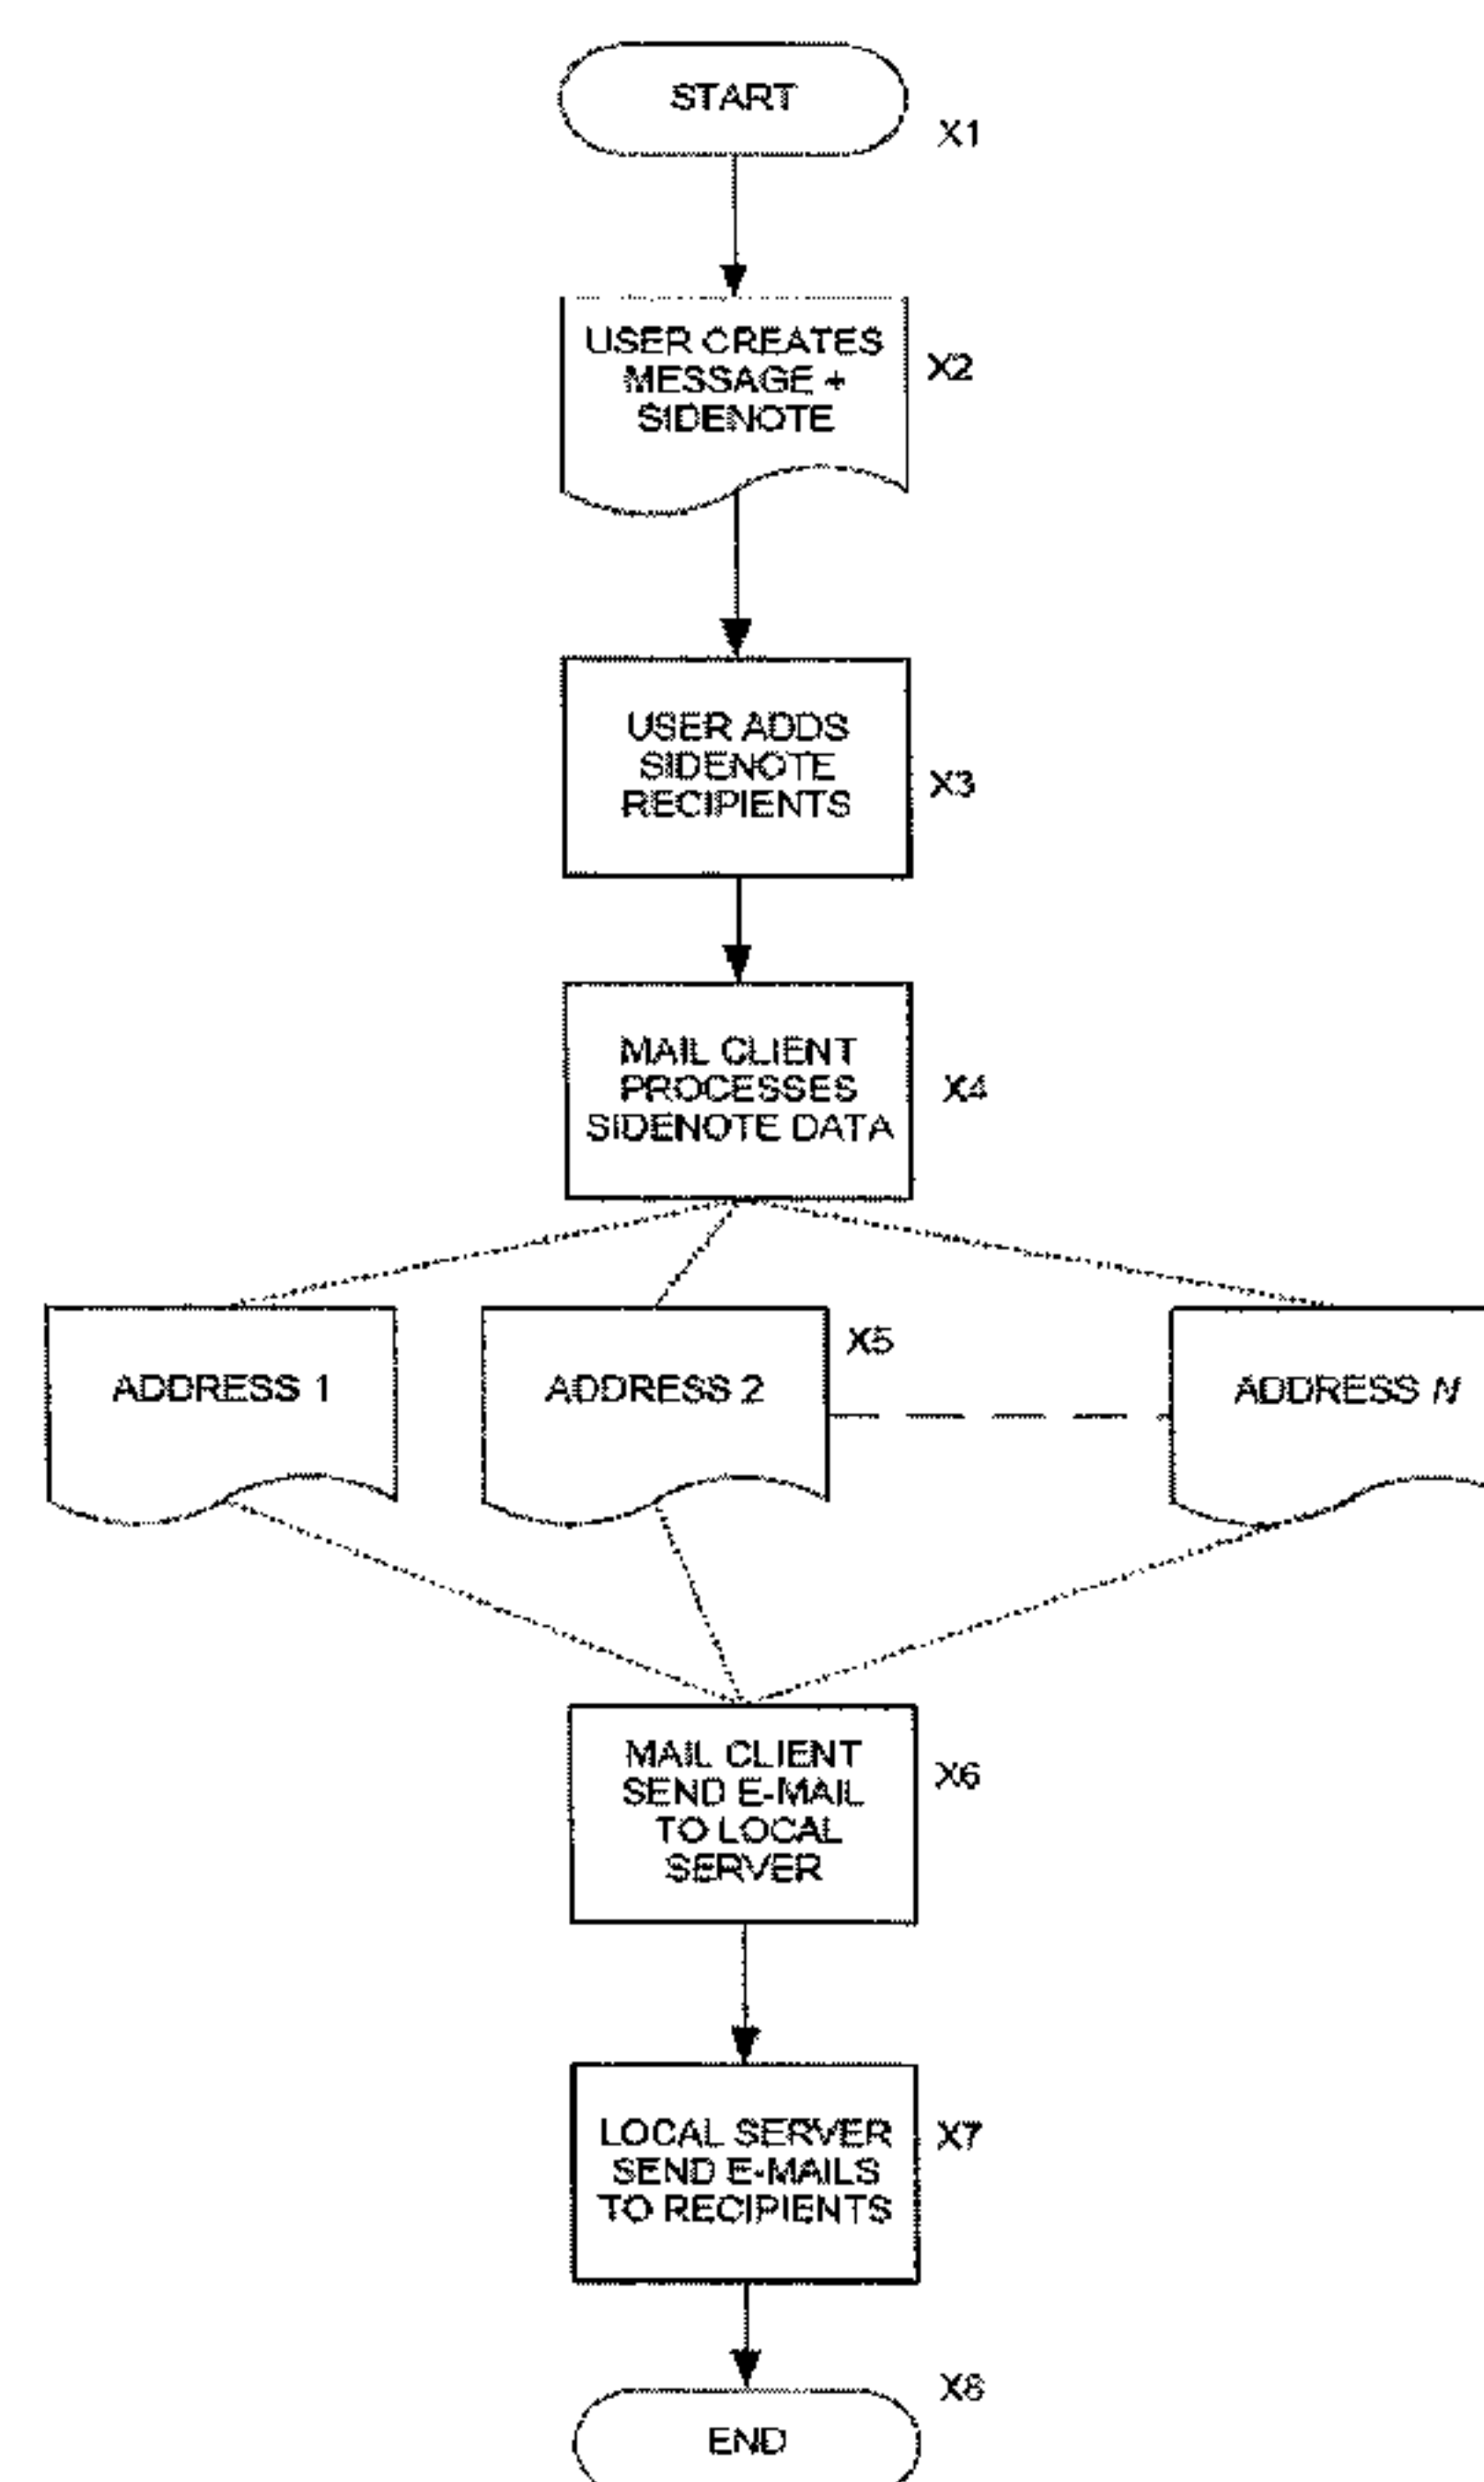 START
X1
USER CREATES
MESSAGE +
SIDENOTE
X2
USER ADDS
SIDENOTE
RECIPIENTS
X3
MAIL CLIENT
PROCESSES
SIDENOTE DATA
X4
ADDRESS 1
ADDRESS 2
X5
ADDRESS N
MAIL CLIENT
SEND E-MAIL
TO LOCAL
SERVER
X6
LOCAL SERVER
SEND E-MAILS
TO RECIPIENTS
X7
X8
END